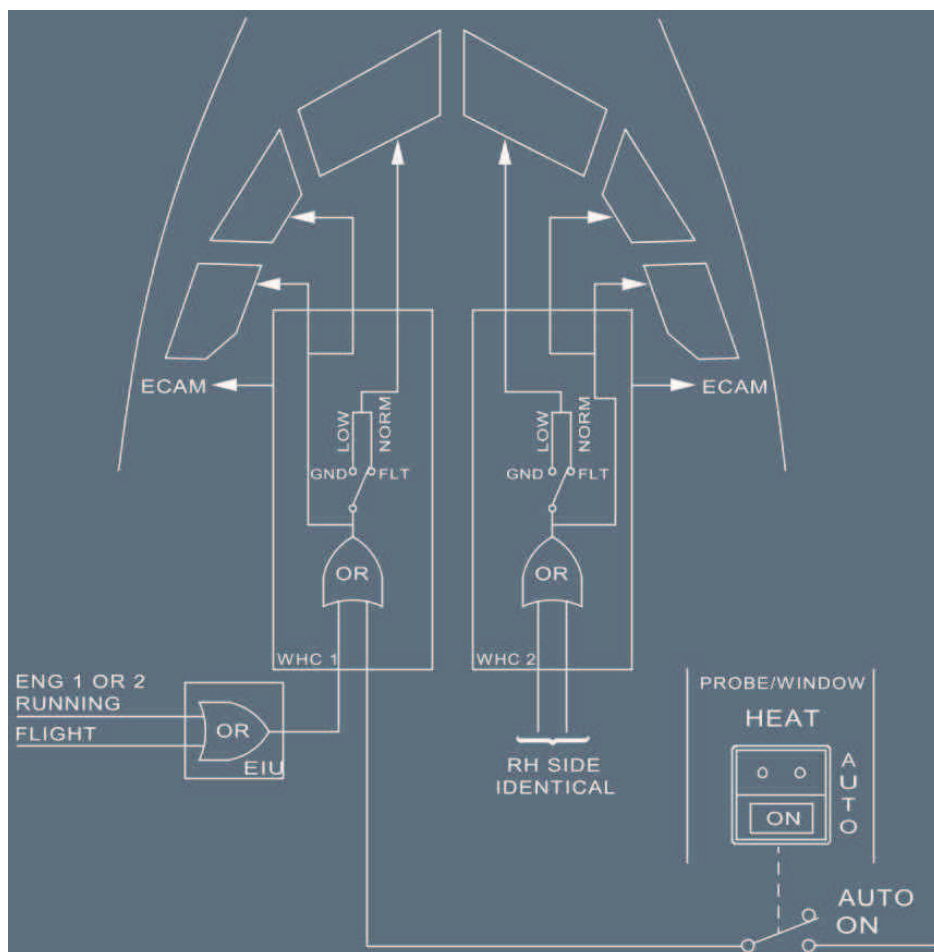 ECAM
ECAM
LOW
NORM
LOW
NORM
GND
FLT
GND
FLT
OR
OR
WHC 1
WHC 2
ENG 1 OR 2
RUNNING
FLIGHT
OR
EIU
RH SIDE
IDENTICAL
PROBE/WINDOW
HEAT
ON
AUTO
AUTO
ON